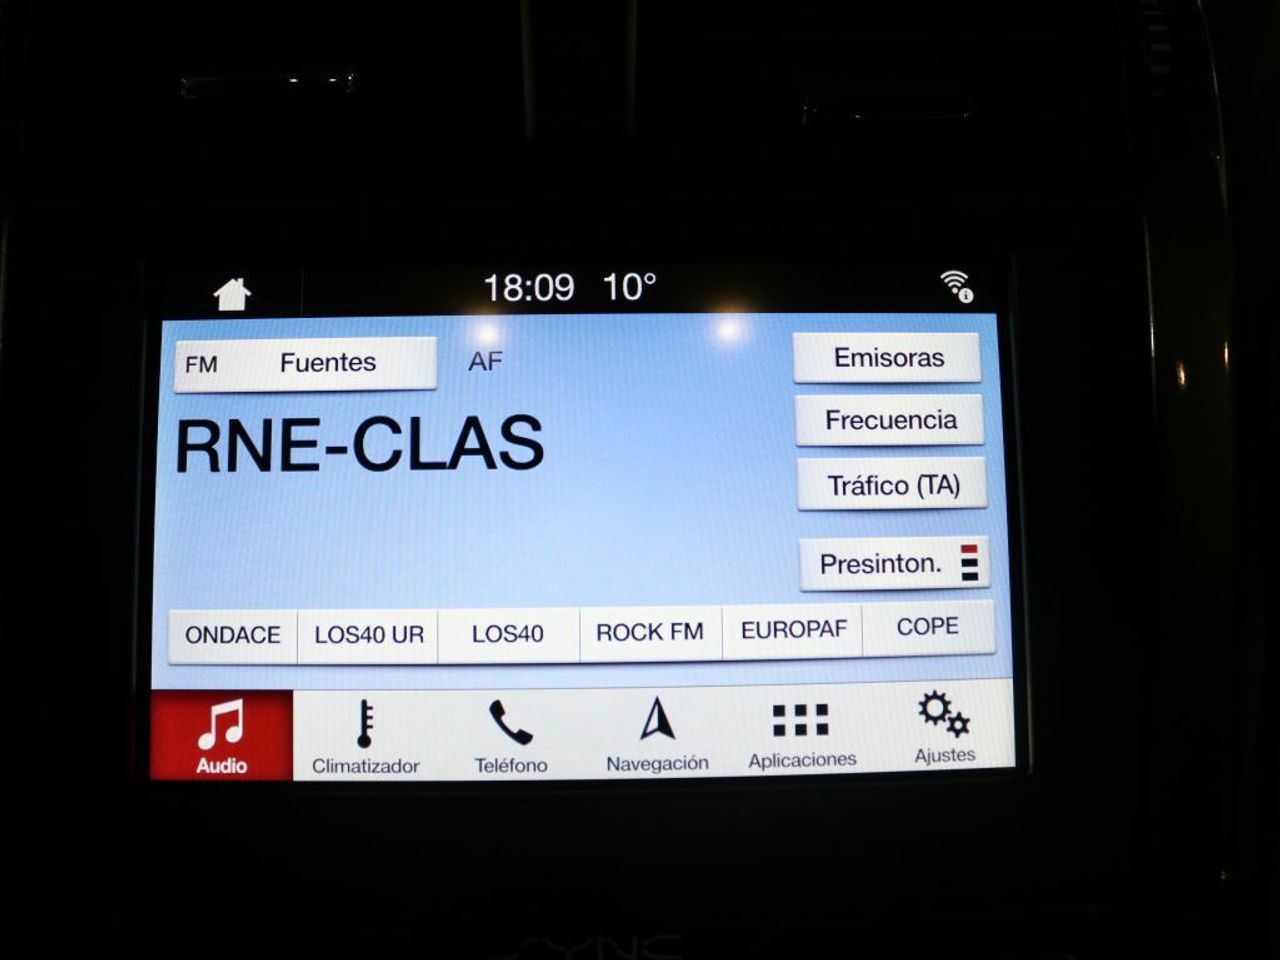 18:09 10°
FM Fuentes AF Emisoras
RNE-CLAS Frecuencia
Tráfico (TA)
Presinton.
ONDACE LOS40 UR LOS40 ROCK FM EUROPAF COPE
Audio Climatizador Teléfono Navegación Aplicaciones Ajustes
SYNC